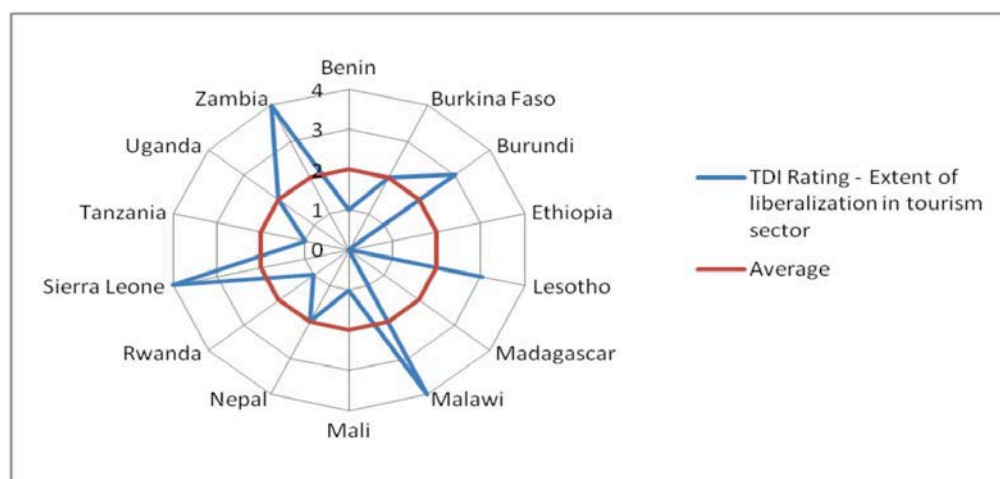 Benin
Burkina Faso
Burundi
Ethiopia
Lesotho
Madagascar
Malawi
Mali
Nepal
Rwanda
Sierra Leone
Tanzania
Uganda
Zambia
4
3
2
1
0
TDI Rating - Extent of
liberalization in tourism
sector
Average